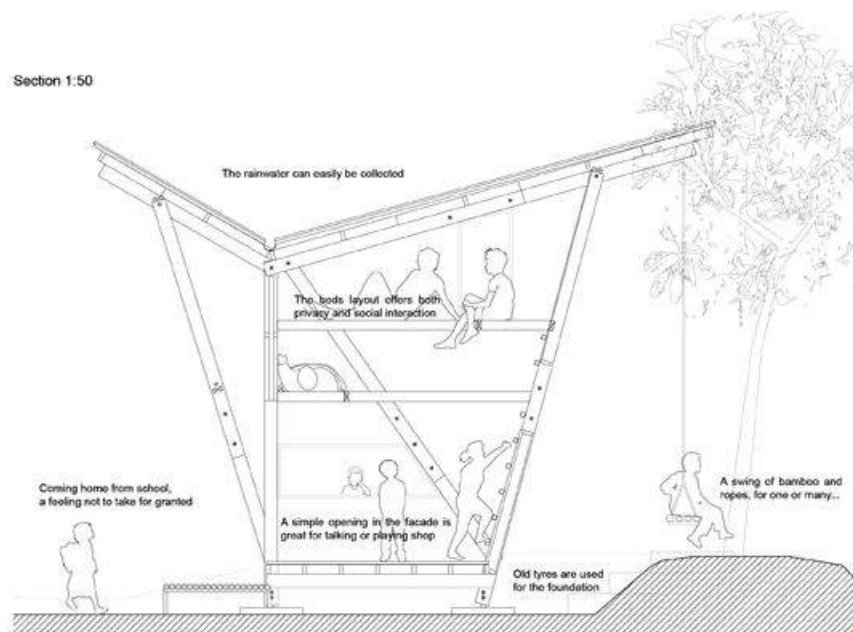 Section 1:50
The rainwater can easily be collected
The beds layout offers both
privacy and social interaction
Coming home from school,
a feeling not to take for granted
A simple opening in the facade is
great for talking or playing shop
A swing of bamboo and
ropes, for one or many...
Old tyres are used
for the foundation